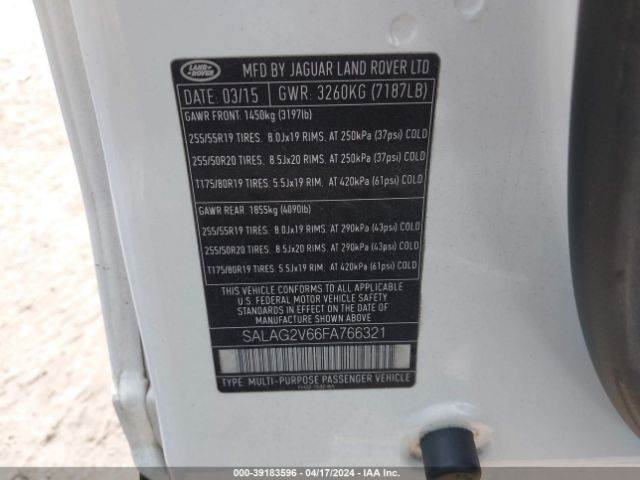 LAND-
ROVER
MFD BY JAGUAR LAND ROVER LTD
DATE: 03/15 GWR: 3260KG (7187LB)
GAWR FRONT: 1450kg (3197lb)
255/55R19 TIRES. 8.0Jx19 RIMS. AT 250kPa (37psi) COLD
255/50R20 TIRES. 8.5Jx20 RIMS. AT 250kPa (37psi) COLD
T175/80R19 TIRES. 5.5Jx19 RIM, AT 420kPa (61psi) COLD
GAWR REAR: 1855kg (4090lb)
255/55R19 TIRES. 8.0Jx19 RIMS. AT 290kPa (43psi) COLD
255/50R20 TIRES. 8.5Jx20 RIMS. AT 290kPa (43psi) COLD
T175/80R19 TIRES. 5.5Jx19 RIM, AT 420kPa (61psi) COLD
THIS VEHICLE CONFORMS TO ALL APPLICABLE
U.S. FEDERAL MOTOR VEHICLE SAFETY
STANDARDS IN EFFECT ON THE DATE OF
MANUFACTURE SHOWN ABOVE
SALAG2V66FA766321
TYPE: MULTI-PURPOSE PASSENGER VEHICLE
000-39183596 - 04/17/2024 - IAA Inc.